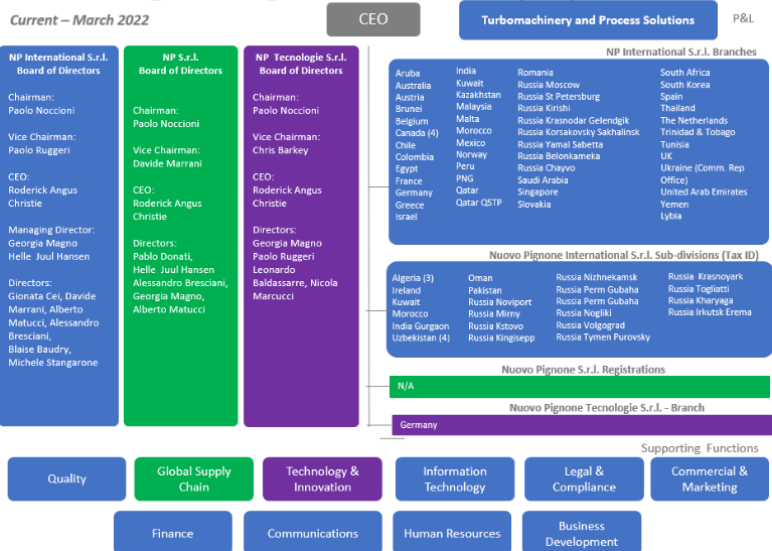 Current – March 2022
CEO
Turbomachinery and Process Solutions
P&L
NP International S.r.l.
Board of Directors
Chairman:
Paolo Noccioni
Vice Chairman:
Paolo Ruggeri
CEO:
Roderick Angus
Christie
Managing Director:
Georgia Magno
Helle Juul Hansen
Directors:
Gionata Cei, Davide
Marrani, Alberto
Matucci, Alessandro
Bresciani,
Blaise Baudry,
Michele Stangarone
NP S.r.l.
Board of Directors
Chairman:
Paolo Noccioni
Vice Chairman:
Davide Marrani
CEO:
Roderick Angus
Christie
Directors:
Pablo Donati,
Helle Juul Hansen
Alessandro Bresciani,
Georgia Magno,
Alberto Matucci
NP Tecnologie S.r.l.
Board of Directors
Chairman:
Paolo Noccioni
Vice Chairman:
Chris Barkey
CEO:
Roderick Angus
Christie
Directors:
Georgia Magno
Paolo Ruggeri
Leonardo
Baldassarre, Nicola
Marcucci
NP International S.r.l. Branches
Aruba
Australia
Austria
Brunei
Belgium
Canada (4)
Chile
Colombia
Egypt
France
Germany
Greece
Israel
India
Kuwait
Kazakhstan
Malaysia
Malta
Morocco
Mexico
Norway
Peru
PNG
Qatar
Qatar QSTP
Romania
Russia Moscow
Russia St Petersburg
Russia Kirishi
Russia Krasnodar Gelendgik
Russia Korsakovsky Sakhalinsk
Russia Yamal Sabetta
Russia Belonkameka
Russia Chayvo
Saudi Arabia
Singapore
Slovakia
South Africa
South Korea
Spain
Thailand
The Netherlands
Trinidad & Tobago
Tunisia
UK
Ukraine (Comm. Rep
Office)
United Arab Emirates
Yemen
Lybia
Nuovo Pignone International S.r.l. Sub-divisions (Tax ID)
Algeria (3)
Ireland
Kuwait
Morocco
India Gurgaon
Uzbekistan (4)
Oman
Pakistan
Russia Noviport
Russia Mirny
Russia Kstovo
Russia Kingisepp
Russia Nizhnekamsk
Russia Perm Gubaha
Russia Perm Gubaha
Russia Nogliki
Russia Volgograd
Russia Tymen Purovsky
Russia Krasnoyark
Russia Togliatti
Russia Kharyaga
Russia Irkutsk Erema
Nuovo Pignone S.r.l. Registrations
N/A
Nuovo Pignone Tecnologie S.r.l. - Branch
Germany
Supporting Functions
Quality
Global Supply
Chain
Technology &
Innovation
Information
Technology
Legal &
Compliance
Commercial &
Marketing
Finance
Communications
Human Resources
Business
Development